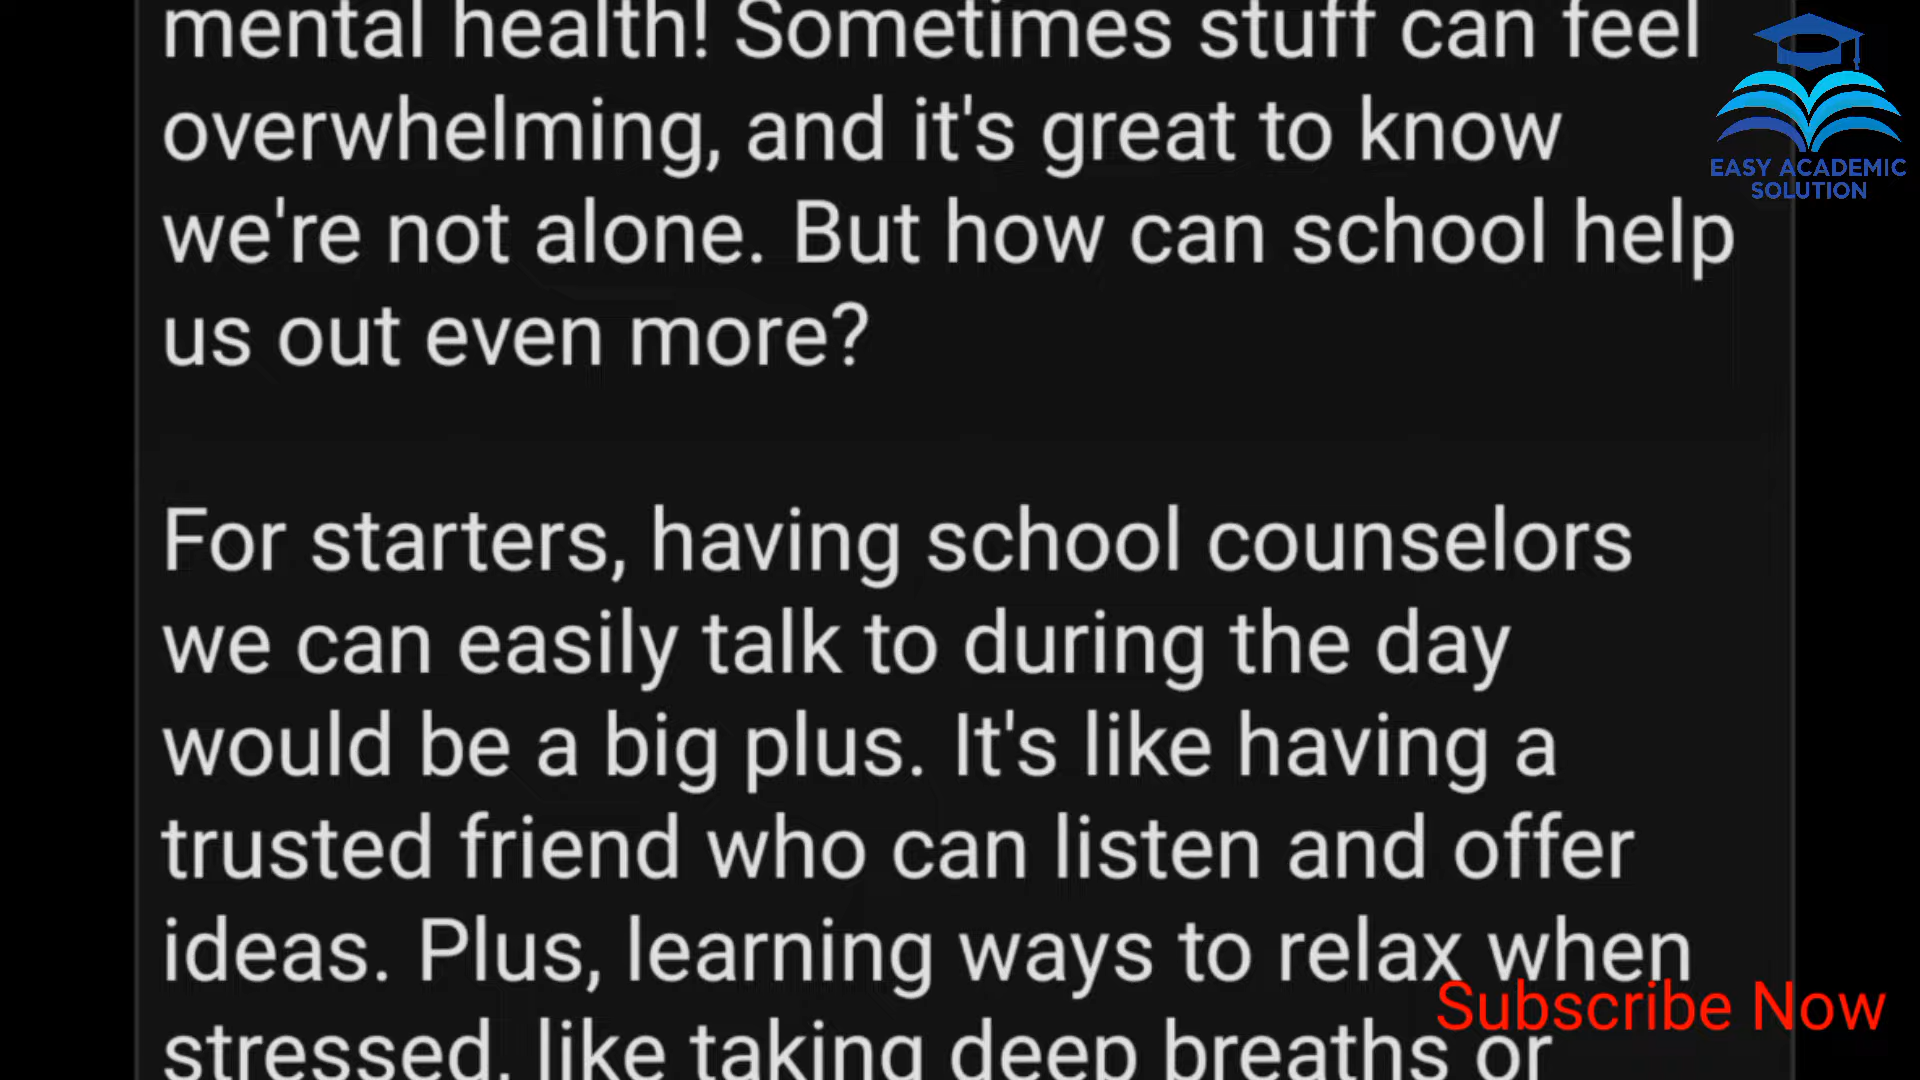 mental health! Sometimes stuff can feel
overwhelming, and it's great to know
we're not alone. But how can school help
us out even more?
For starters, having school counselors
we can easily talk to during the day
would be a big plus. It's like having a
trusted friend who can listen and offer
ideas. Plus, learning ways to relax when
stressed, like taking deep breaths or
EASY ACADEMIC
SOLUTION
Subscribe Now